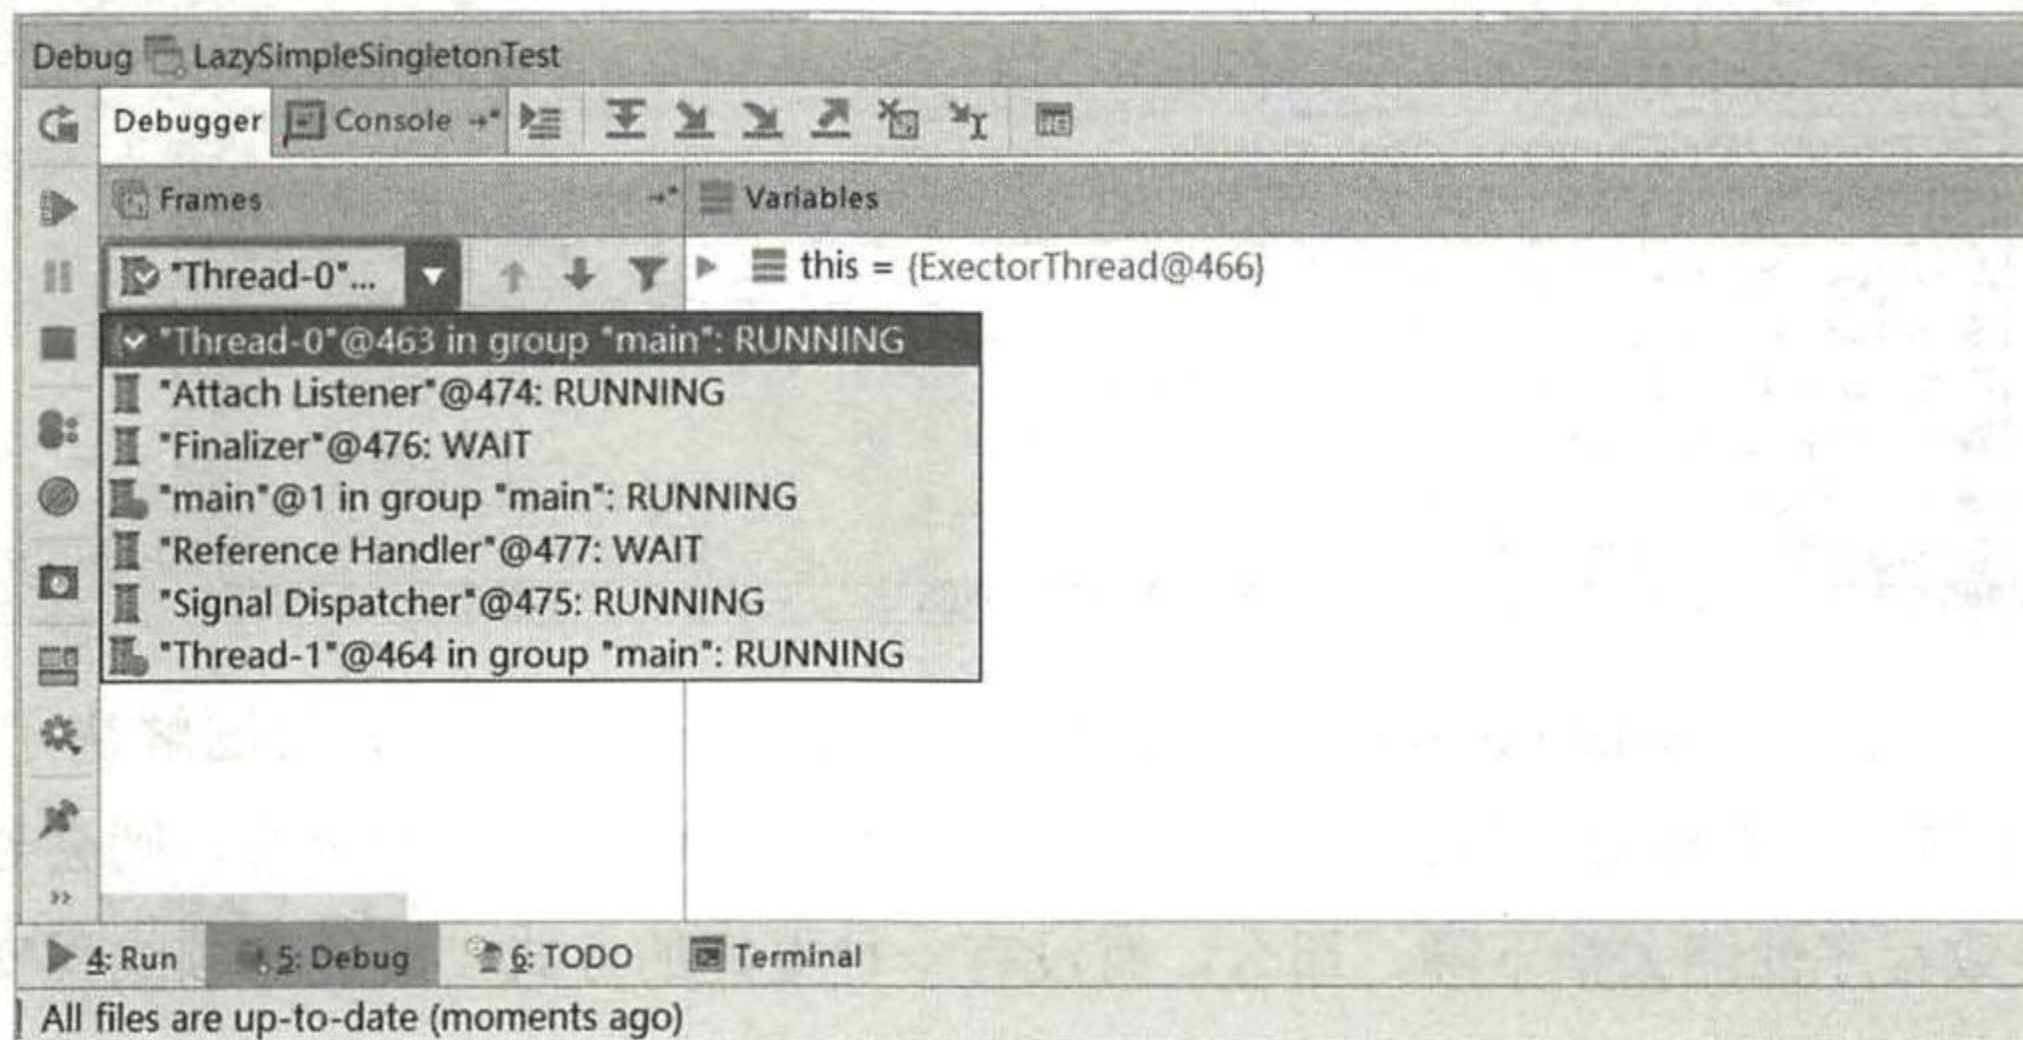 Debug LazySimpleSingletonTest
Debugger Console
Frames Variables
"Thread-0"... this = {ExectorThread@466}
"Thread-0"@463 in group "main": RUNNING
"Attach Listener"@474: RUNNING
"Finalizer"@476: WAIT
"main"@1 in group "main": RUNNING
"Reference Handler"@477: WAIT
"Signal Dispatcher"@475: RUNNING
"Thread-1"@464 in group "main": RUNNING
4: Run 5: Debug 6: TODO Terminal
All files are up-to-date (moments ago)